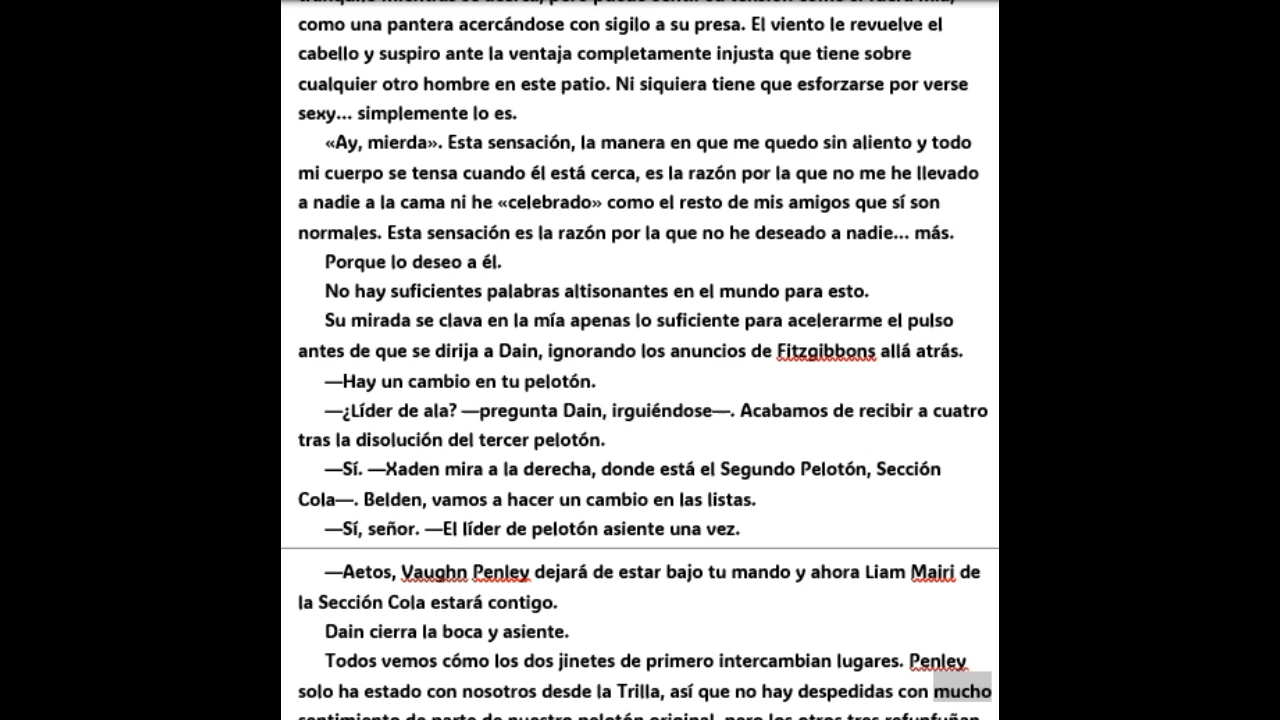 como una pantera acercándose con sigilo a su presa. El viento le revuelve el
cabello y suspiro ante la ventaja completamente injusta que tiene sobre
cualquier otro hombre en este patio. Ni siquiera tiene que esforzarse por verse
sexy... simplemente lo es.
«Ay, mierda». Esta sensación, la manera en que me quedo sin aliento y todo
mi cuerpo se tensa cuando él está cerca, es la razón por la que no me he llevado
a nadie a la cama ni he «celebrado» como el resto de mis amigos que sí son
normales. Esta sensación es la razón por la que no he deseado a nadie... más.
Porque lo deseo a él.
No hay suficientes palabras altisonantes en el mundo para esto.
Su mirada se clava en la mía apenas lo suficiente para acelerarme el pulso
antes de que se dirija a Dain, ignorando los anuncios de Fitzgibbons allá atrás.
—Hay un cambio en tu pelotón.
—¿Líder de ala? —pregunta Dain, irguiéndose—. Acabamos de recibir a cuatro
tras la disolución del tercer pelotón.
—Sí. —Xaden mira a la derecha, donde está el Segundo Pelotón, Sección
Cola—. Belden, vamos a hacer un cambio en las listas.
—Sí, señor. —El líder de pelotón asiente una vez.
—Aetos, Vaughn Penley dejará de estar bajo tu mando y ahora Liam Mairi de
la Sección Cola estará contigo.
Dain cierra la boca y asiente.
Todos vemos cómo los dos jinetes de primero intercambian lugares. Penley
solo ha estado con nosotros desde la Trilla, así que no hay despedidas con mucho
sentimiento de parte de nuestro pelotón original, pero los otros tres refunfuñan